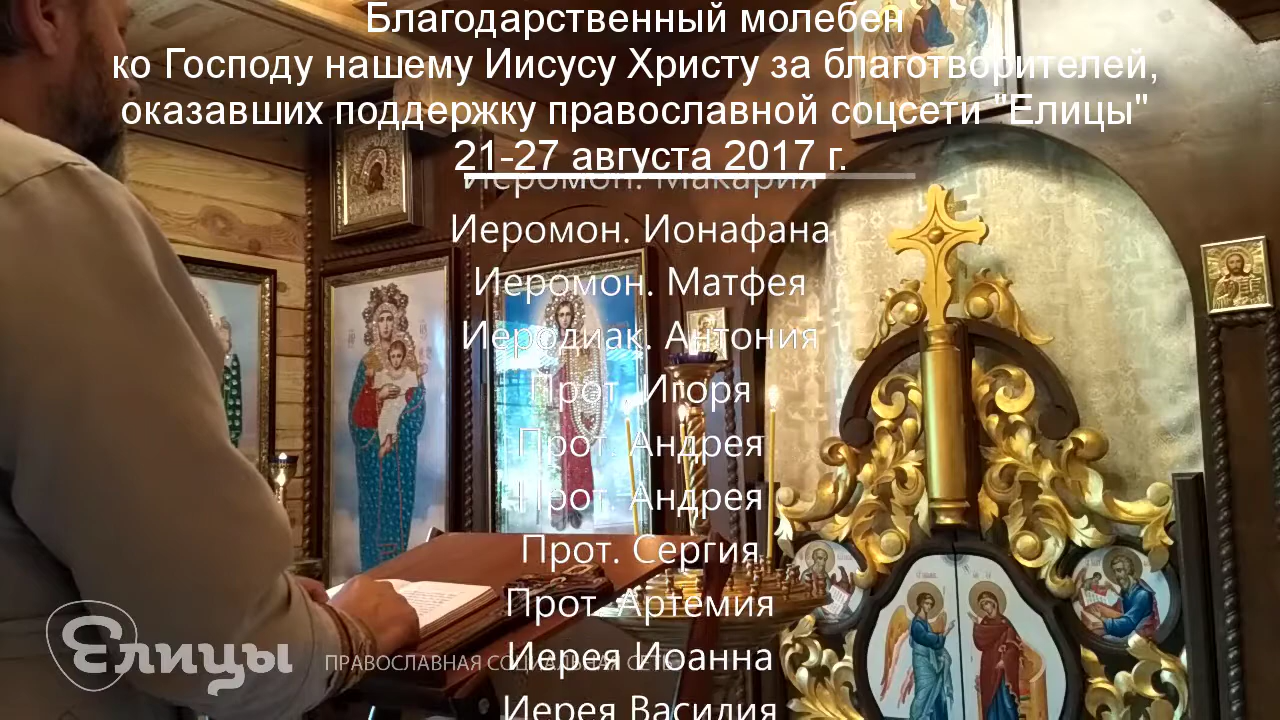 Благодарственный молебен
ко Господу нашему Иисусу Христу за благотворителей,
оказавших поддержку православной соцсети "Елицы"
21-27 августа 2017 г.
Иеромон. Макария
Иеромон. Ионафана
Иеромон. Матфея
Иеродиак. Антония
Прот. Игоря
Прот. Андрея
Прот. Андрея
Прот. Сергия
Прот. Артемия
Иерея Иоанна
Иерея Василия
Елицы ПРАВОСЛАВНАЯ СОЦИАЛЬНАЯ СЕТЬ